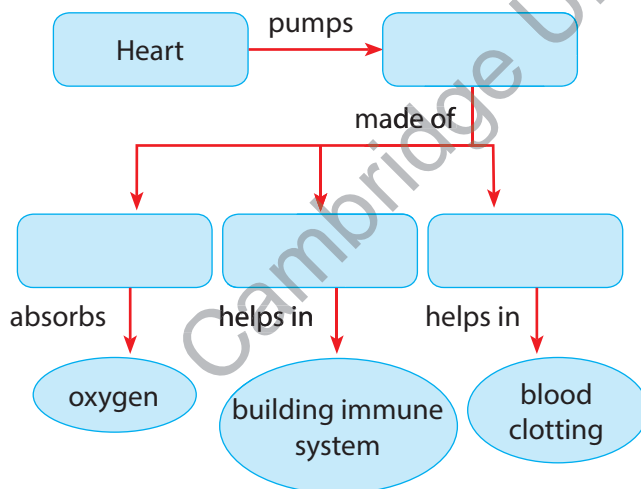 pumps
Heart
made of
absorbs
helps in
helps in
oxygen
building immune
system
blood
clotting
Cambridge U